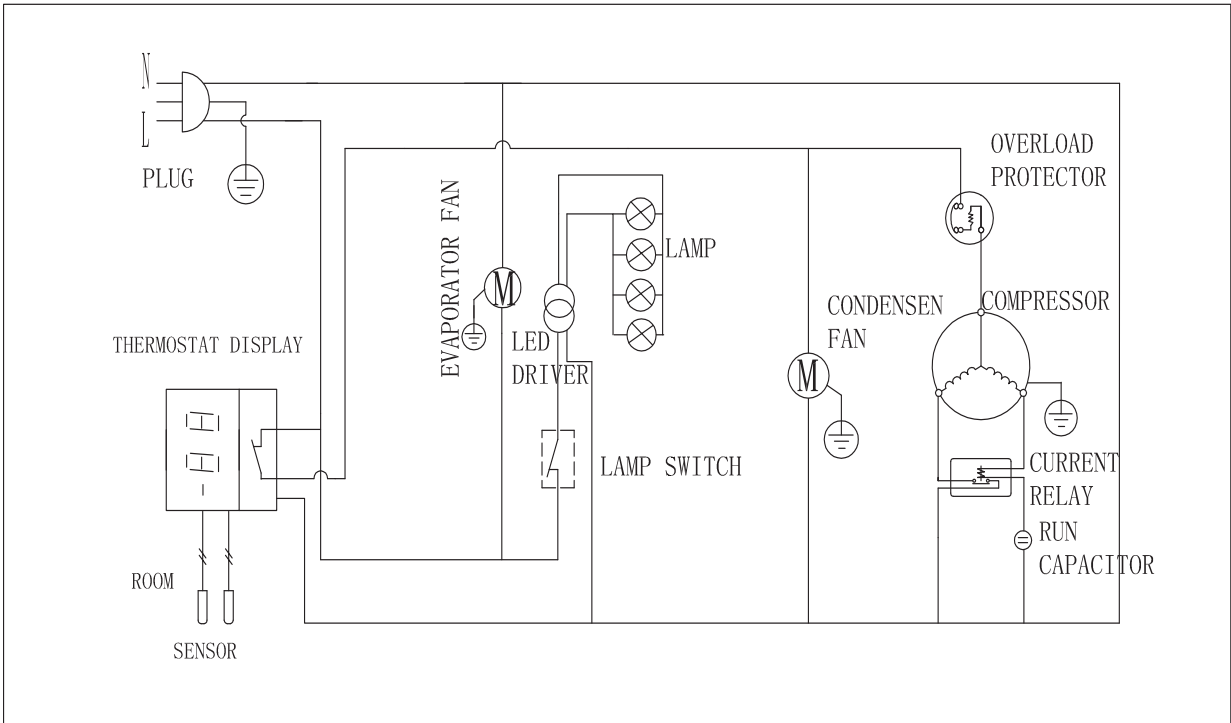 N
L
PLUG
OVERLOAD
PROTECTOR
EVAPORATOR FAN
M
LAMP
LED
DRIVER
CONDENSEN
FAN
M
COMPRESSOR
THERMOSTAT DISPLAY
LAMP SWITCH
CURRENT
RELAY
RUN
CAPACITOR
ROOM
SENSOR